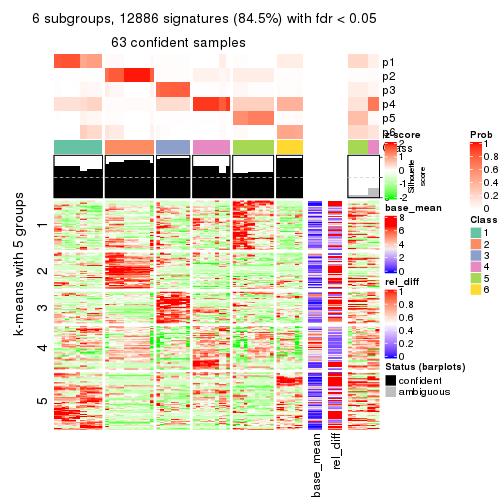 6 subgroups, 12886 signatures (84.5%) with fdr < 0.05
63 confident samples
p1
p2
p3
p4
p5
p6
Class
Silhouette
score
k-means with 5 groups
1
2
3
4
5
base_mean
rel_diff
z-score
2
1
0
-1
-2
base_mean
8
6
4
2
0
rel_diff
1
0.8
0.6
0.4
0.2
0
Status (barplots)
confident
ambiguous
Prob
1
0.8
0.6
0.4
0.2
0
Class
1
2
3
4
5
6